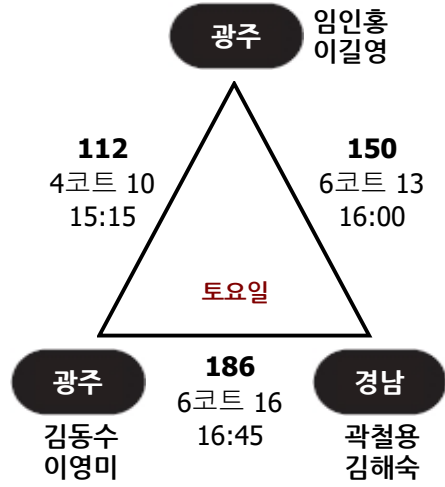 광주
임인홍
이길영
112
4코트 10
15:15
150
6코트 13
16:00
토요일
광주
김동수
이영미
186
6코트 16
16:45
경남
곽철용
김해숙